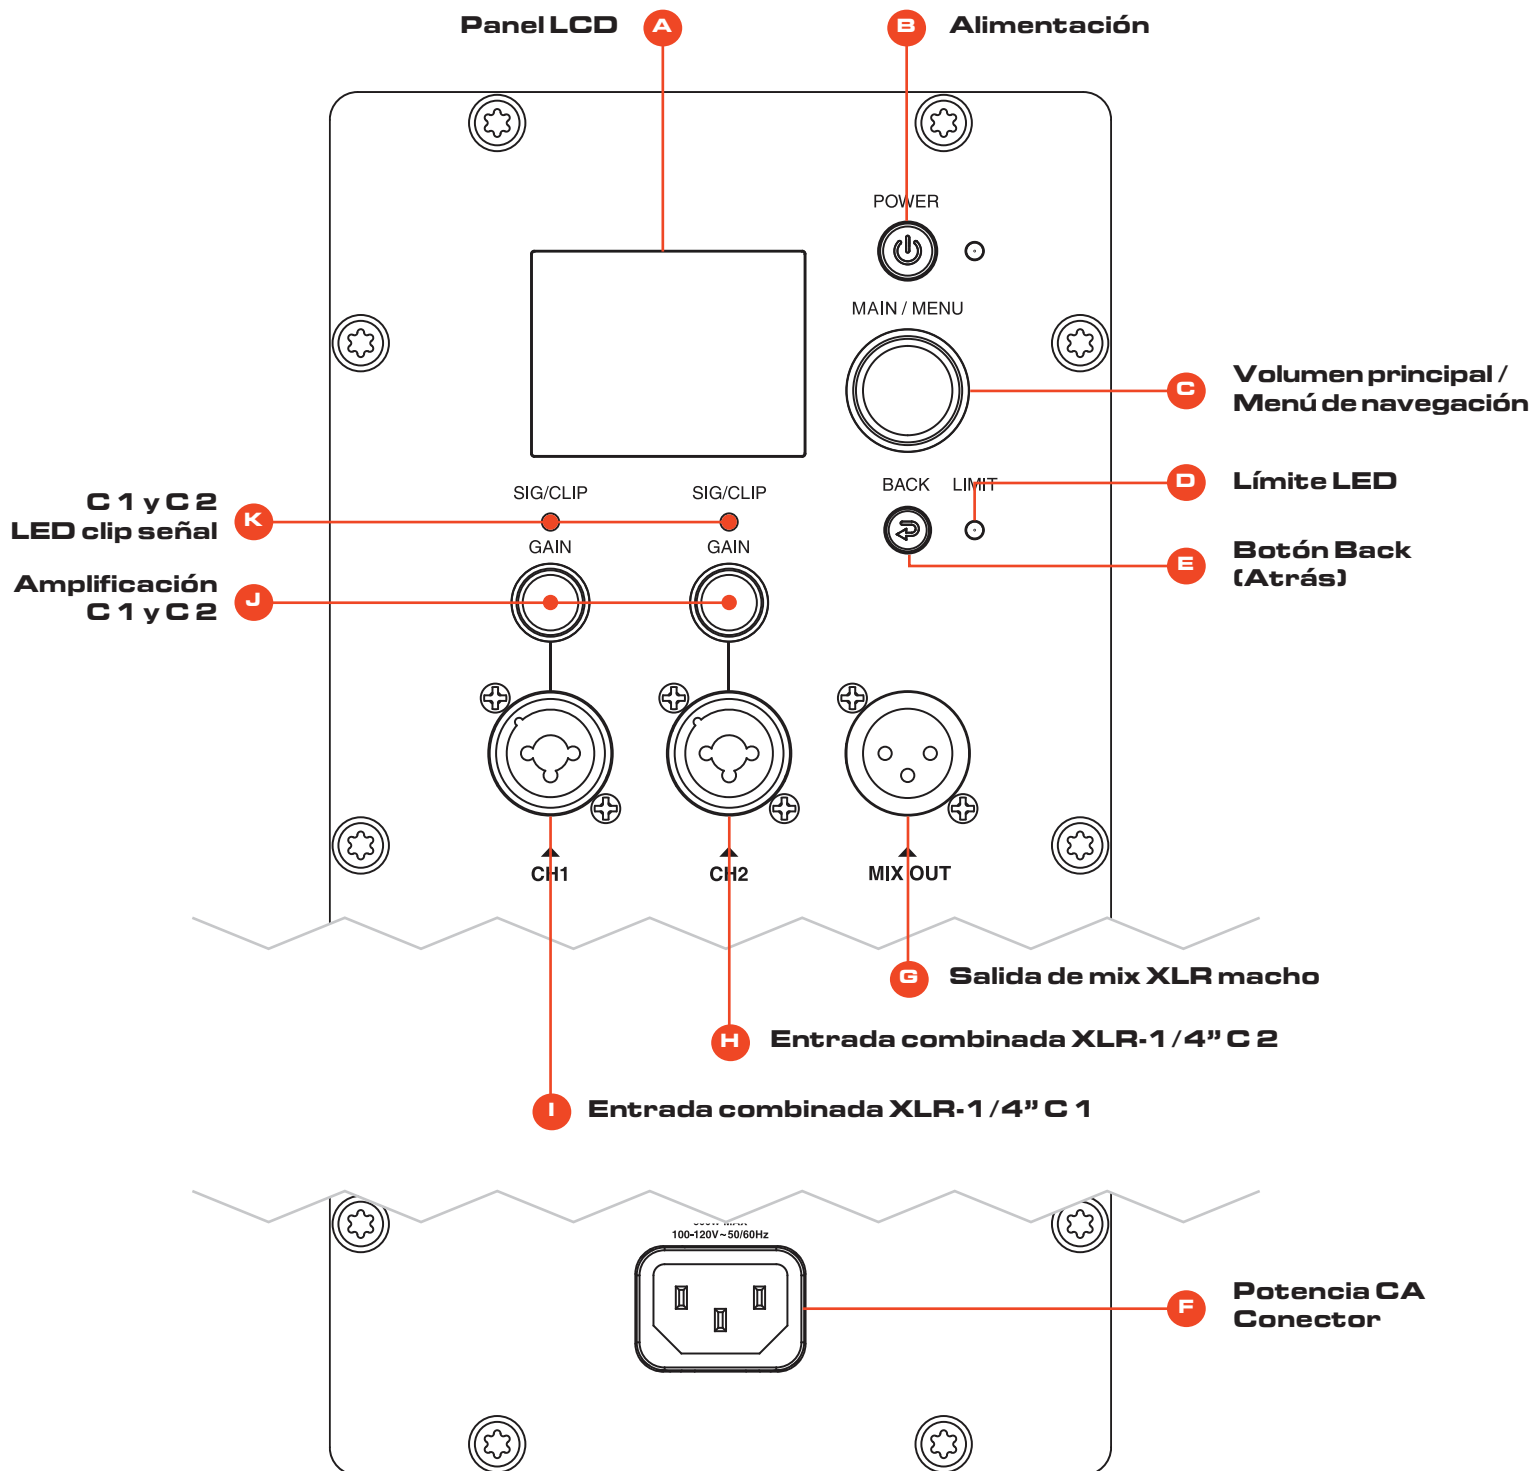 Panel LCD A
B Alimentación
POWER
MAIN / MENU
C Volumen principal /
Menú de navegación
SIG/CLIP
SIG/CLIP
BACK
LIMIT
D Límite LED
K C 1 y C 2
LED clip señal
GAIN
GAIN
E Botón Back
(Atrás)
J Amplificación
C 1 y C 2
CH1
CH2
MIX OUT
G Salida de mix XLR macho
H Entrada combinada XLR-1/4” C 2
I Entrada combinada XLR-1/4” C 1
100-120V~50/60Hz
F Potencia CA
Conector